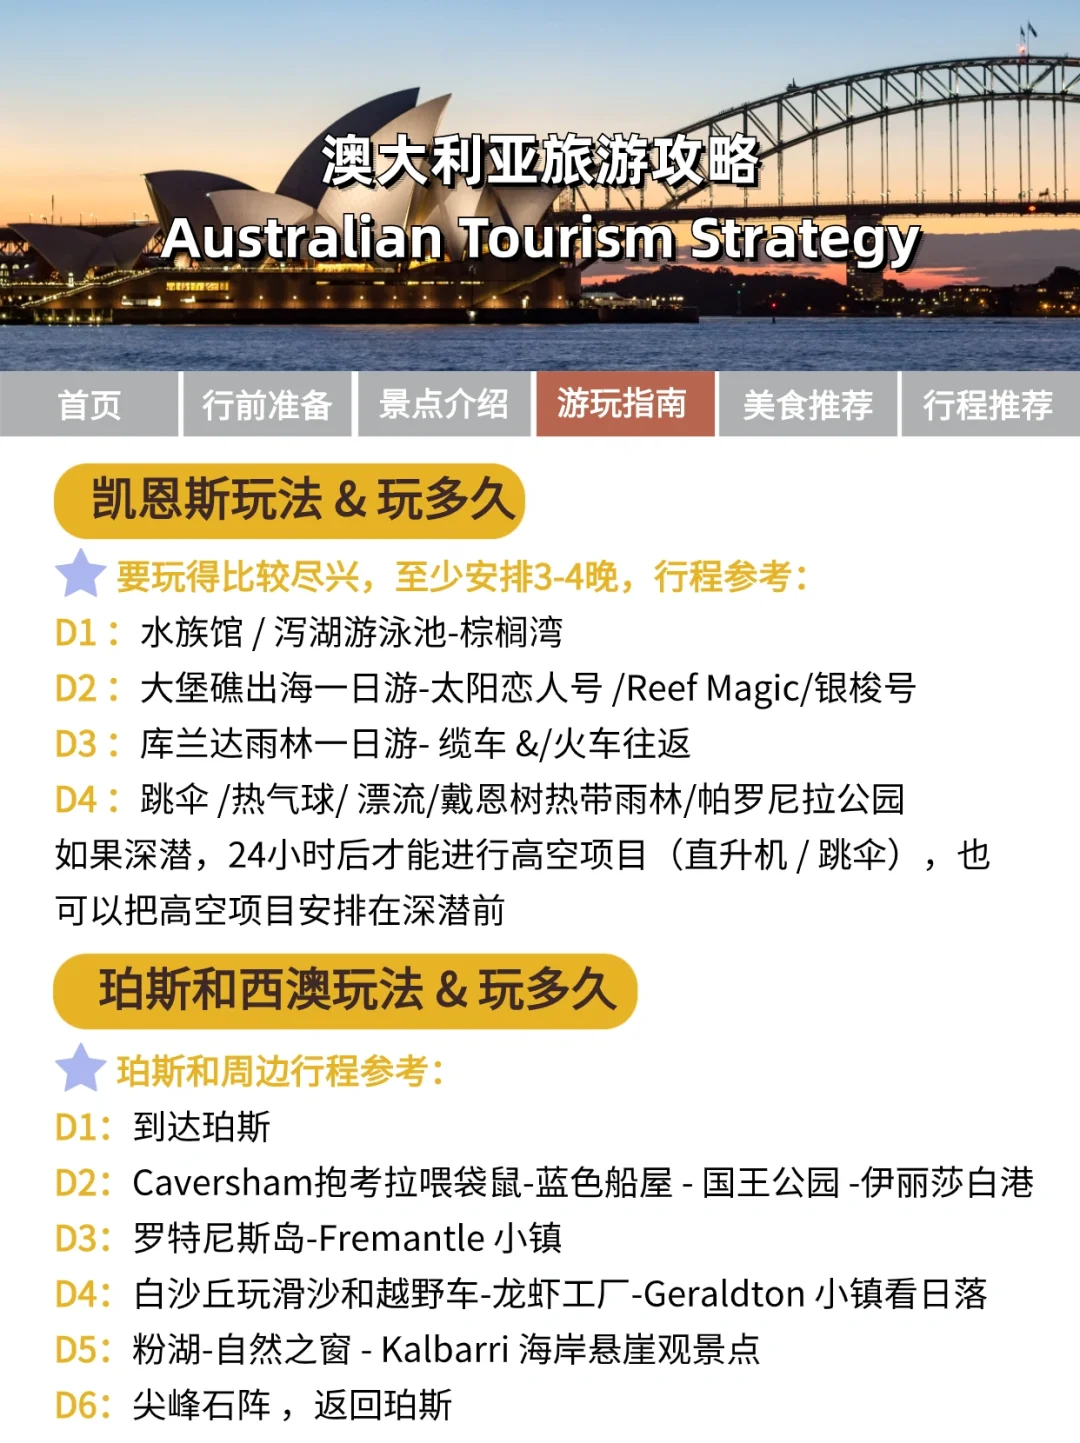 澳大利亚旅游攻略
Australian Tourism Strategy
首页 行前准备 景点介绍 游玩指南 美食推荐 行程推荐
凯恩斯玩法 & 玩多久
要玩得比较尽兴，至少安排3-4晚，行程参考：
D1： 水族馆 / 泻湖游泳池-棕榈湾
D2： 大堡礁出海一日游-太阳恋人号 /Reef Magic/银梭号
D3： 库兰达雨林一日游- 缆车 &/火车往返
D4： 跳伞 /热气球/ 漂流/戴恩树热带雨林/帕罗尼拉公园
如果深潜，24小时后才能进行高空项目（直升机 / 跳伞），也
可以把高空项目安排在深潜前
珀斯和西澳玩法 & 玩多久
珀斯和周边行程参考：
D1：到达珀斯
D2：Caversham抱考拉喂袋鼠-蓝色船屋 - 国王公园 -伊丽莎白港
D3：罗特尼斯岛-Fremantle 小镇
D4：白沙丘玩滑沙和越野车-龙虾工厂-Geraldton 小镇看日落
D5：粉湖-自然之窗 - Kalbarri 海岸悬崖观景点
D6：尖峰石阵 ，返回珀斯